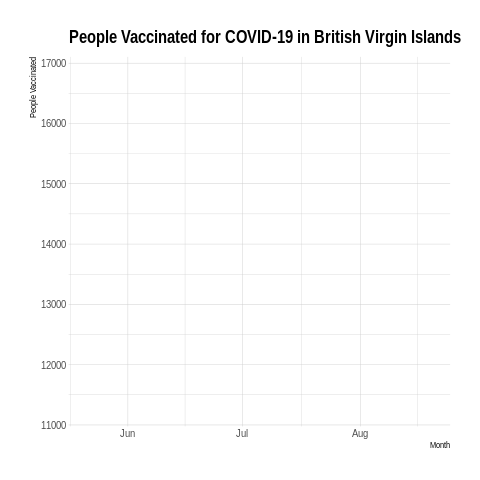 People Vaccinated for COVID-19 in British Virgin Islands
People Vaccinated
17000
16000
15000
14000
13000
12000
11000
Jun Jul Aug
Month